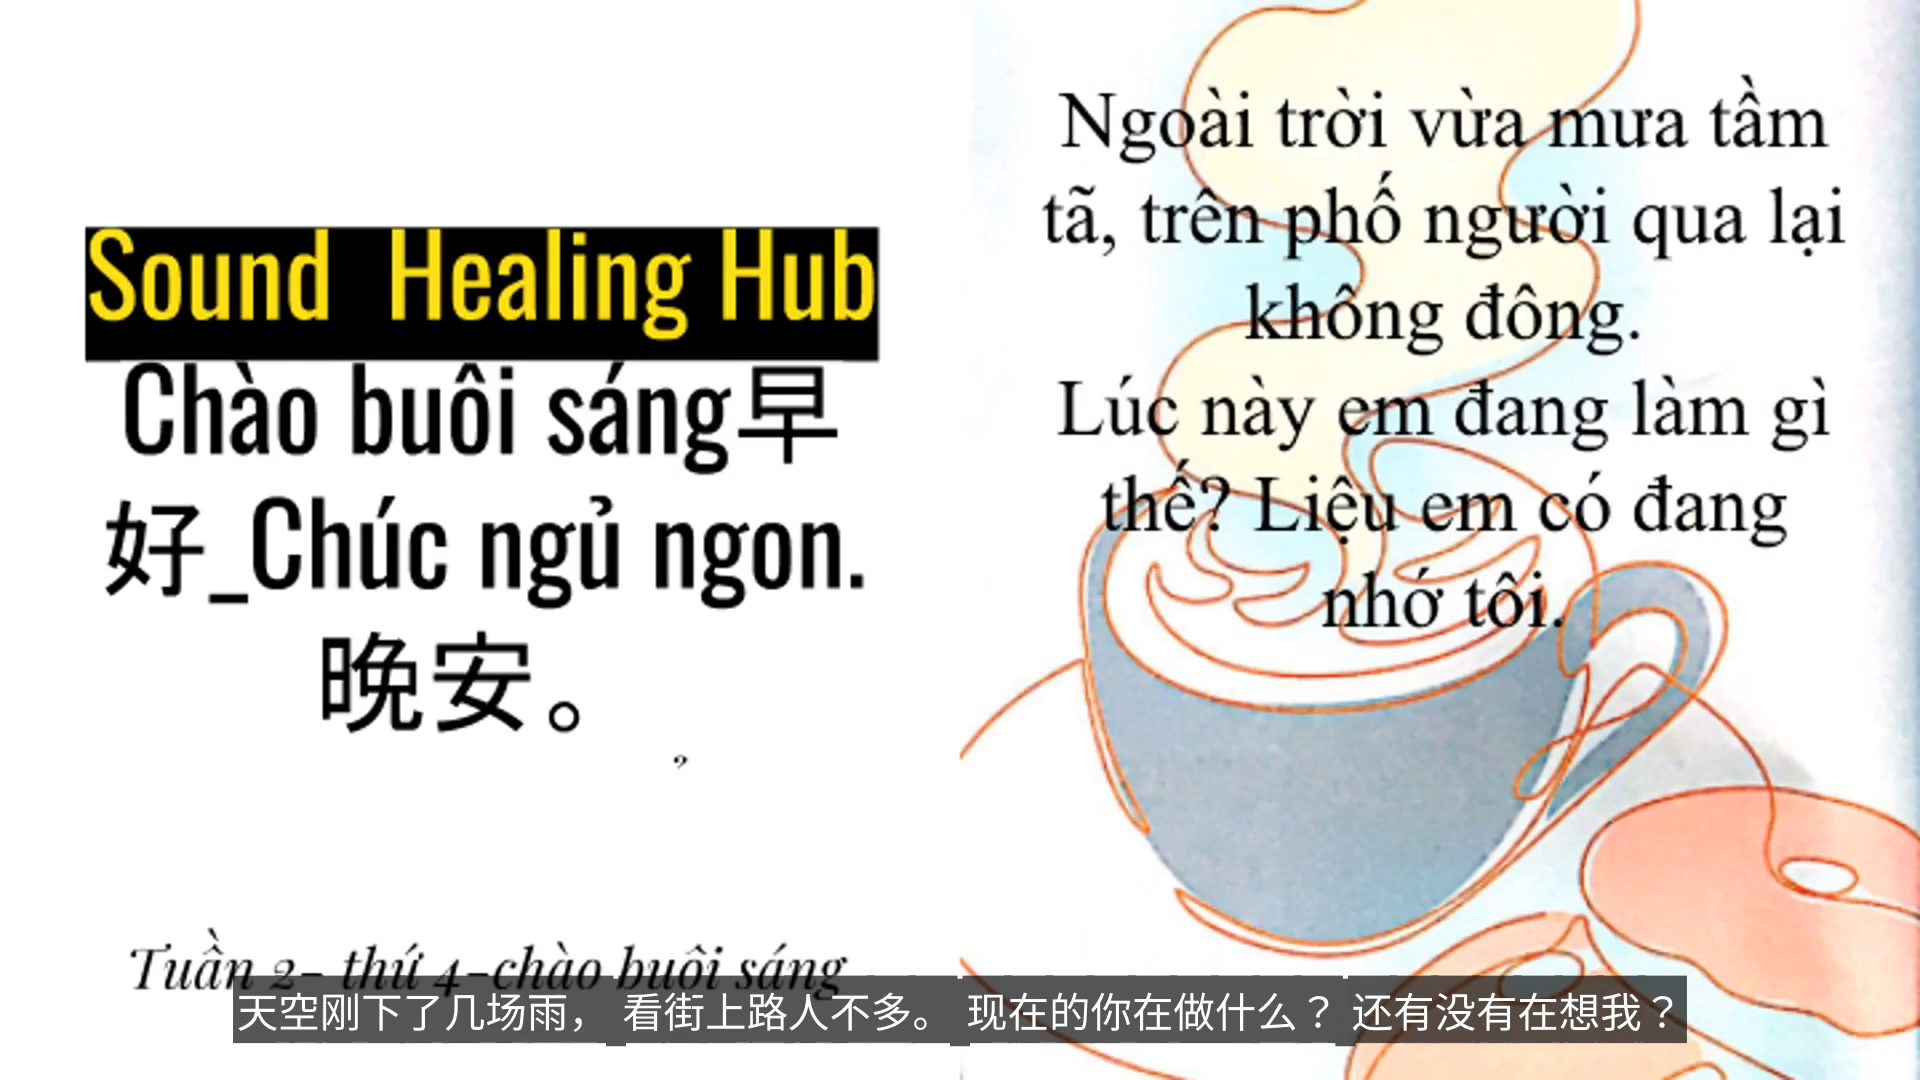 Sound Healing Hub
Chào buôi sáng早
好_Chúc ngủ ngon.
晚安。
Tuần 2- thứ 4-chào buôi sáng
Ngoài trời vừa mưa tầm
tã, trên phố người qua lại
không đông.
Lúc này em đang làm gì
thế? Liệu em có đang
nhớ tôi.
天空刚下了几场雨， 看街上路人不多。 现在的你在做什么？ 还有没有在想我？